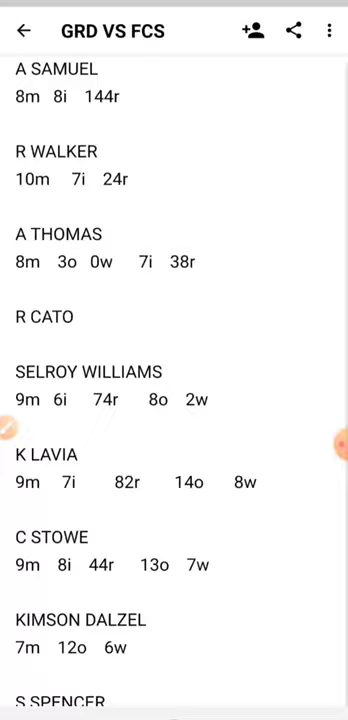 GRD VS FCS
A SAMUEL
8m 8i 144r
R WALKER
10m 7i 24r
A THOMAS
8m 3o 0w 7i 38r
R CATO
SELROY WILLIAMS
9m 6i 74r 8o 2w
K LAVIA
9m 7i 82r 14o 8w
C STOWE
9m 8i 44r 13o 7w
KIMSON DALZEL
7m 12o 6w
S SPENCER